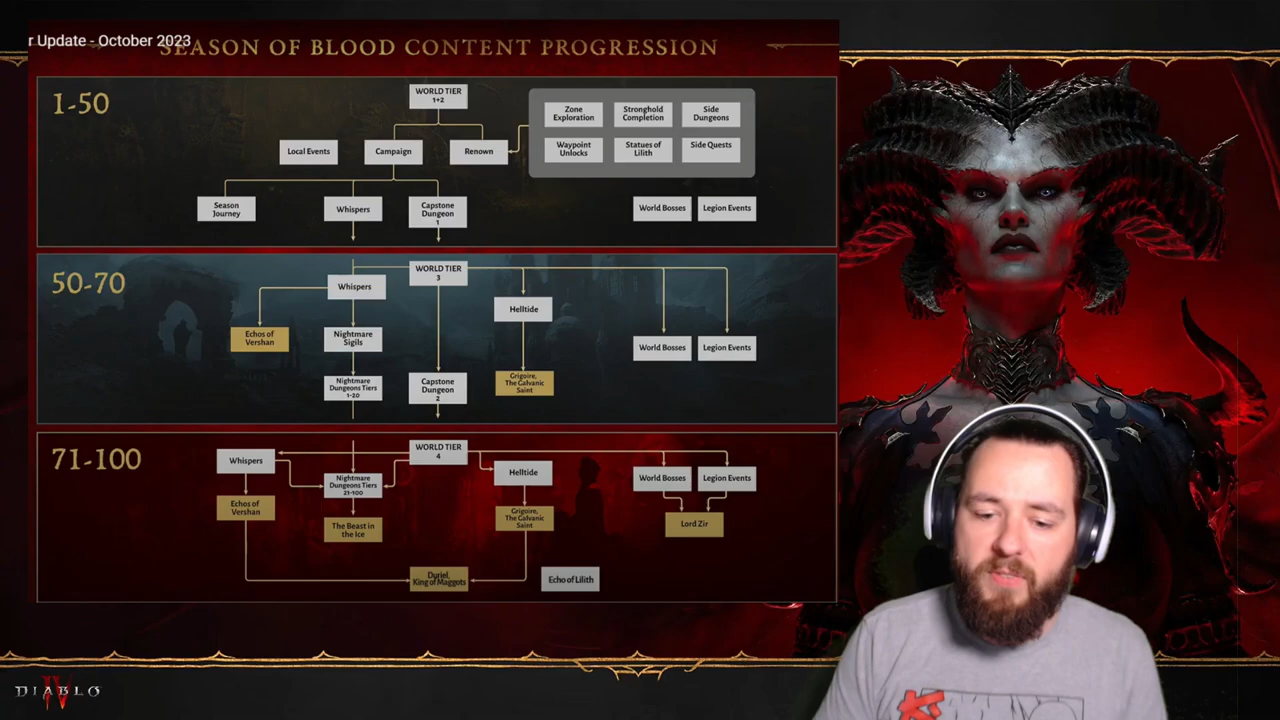 r Update - October 2023
SEASON OF BLOOD CONTENT PROGRESSION
1-50
WORLD TIER
1+2
Zone
Exploration
Stronghold
Completion
Side
Dungeons
Local Events
Campaign
Renown
Waypoint
Unlocks
Statues of
Lilith
Side Quests
Season
Journey
Whispers
Capstone
Dungeon
1
World Bosses
Legion Events
50-70
WORLD TIER
3
Whispers
Helltide
Echos of
Vershan
Nightmare
Sigils
World Bosses
Legion Events
Nightmare
Dungeons Tiers
1-20
Capstone
Dungeon
2
Grigoire,
The Galvanic
Saint
71-100
WORLD TIER
4
Whispers
Nightmare
Dungeons Tiers
21-100
Helltide
World Bosses
Legion Events
Echos of
Vershan
The Beast in
the Ice
Grigoire,
The Galvanic
Saint
Lord Zir
Duriel,
King of Maggots
Echo of Lilith
DIABLO
IV